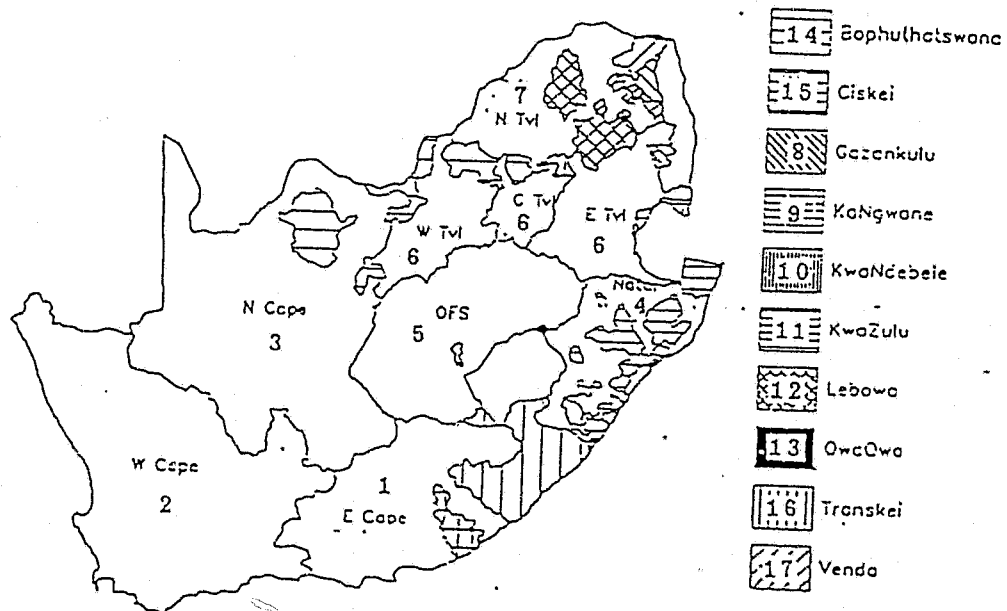 7
N Tvl
C Tvl
6
W Tvl
6
E Tvl
6
Natal
4
N Cape
3
OFS
5
W Cape
2
1
E Cape
14 Bophuthatswana
15 Ciskei
8 Gazankulu
9 KaNgwane
10 KwaNdebele
11 KwaZulu
12 Lebowa
13 QwaQwa
16 Transkei
17 Venda